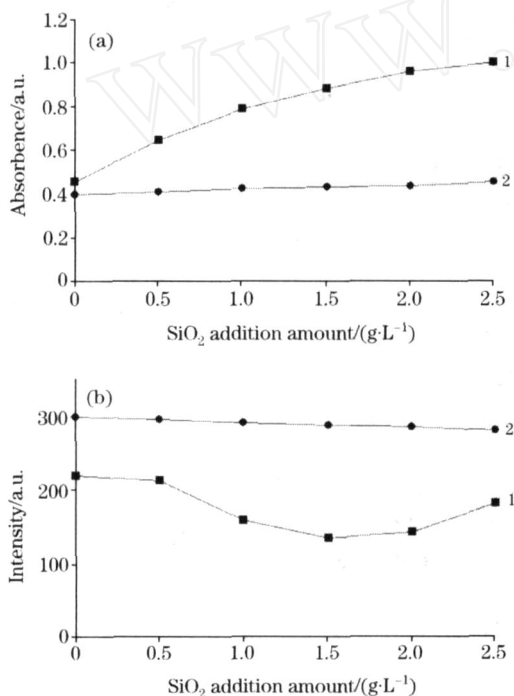 WWW.
(a)
1.2
1.0
0.8
0.6
0.4
0.2
0
Absorbence/a.u.
1
2
0 0.5 1.0 1.5 2.0 2.5
SiO₂ addition amount/(g·L⁻¹)
(b)
300
200
100
0
Intensity/a.u.
2
1
0 0.5 1.0 1.5 2.0 2.5
SiO₂ addition amount/(g·L⁻¹)